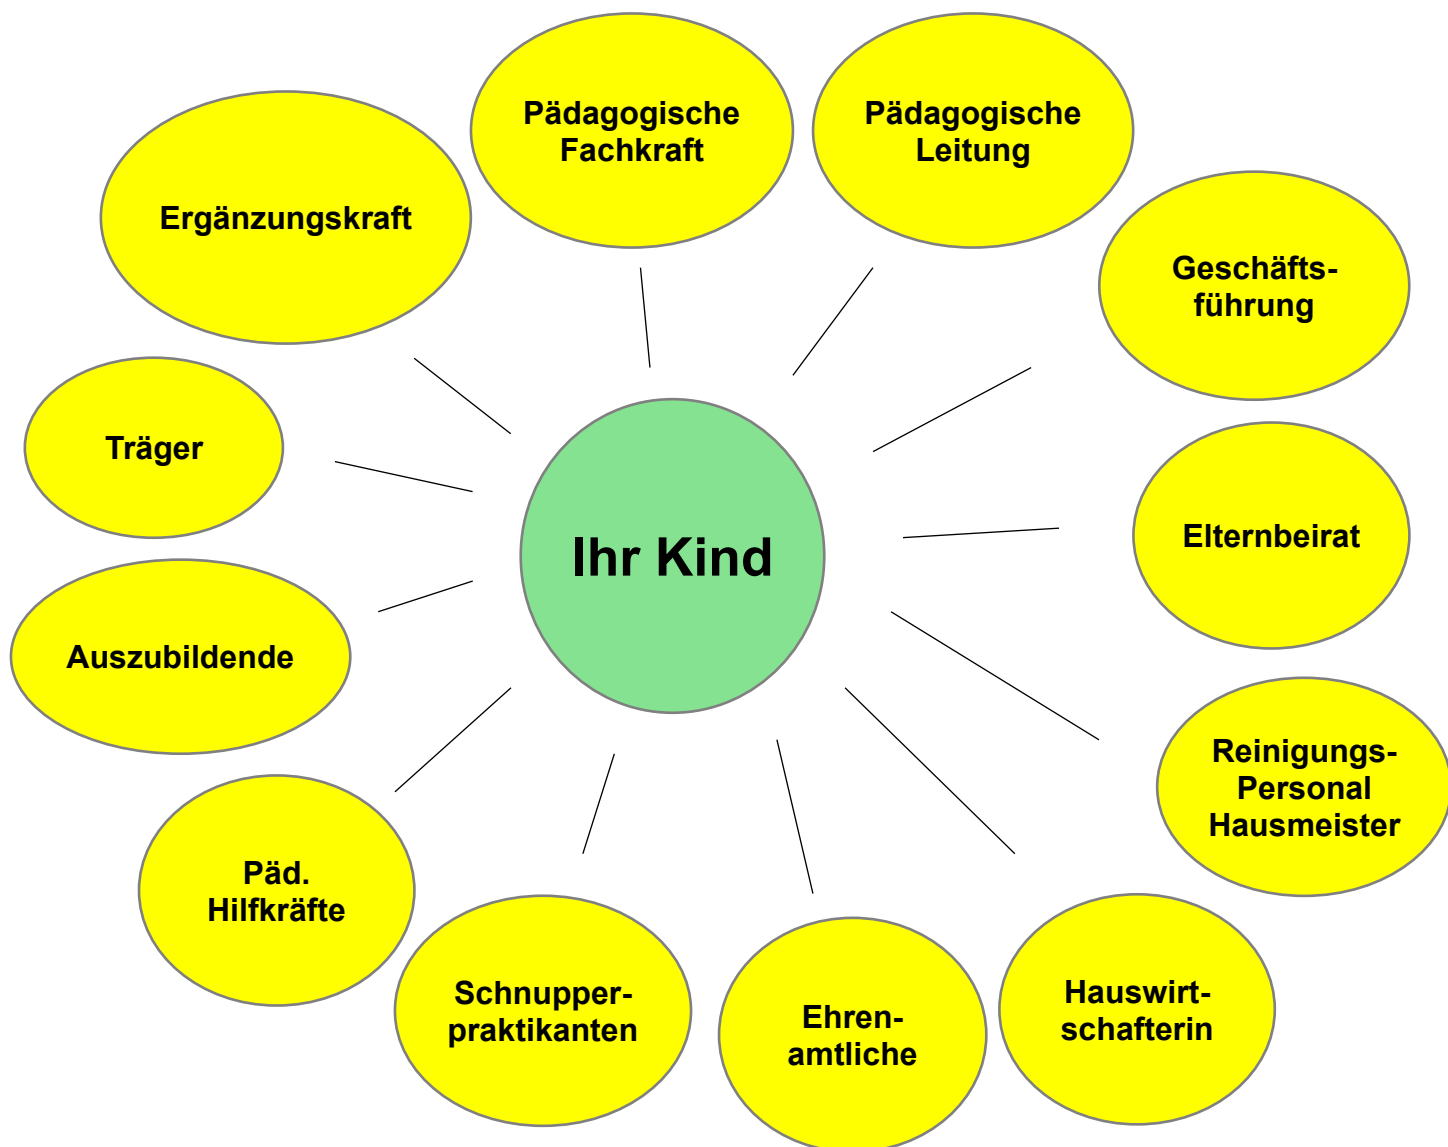 Pädagogische
Fachkraft
Pädagogische
Leitung
Ergänzungskraft
Geschäfts-
führung
Träger
Ihr Kind
Elternbeirat
Auszubildende
Reinigungs-
Personal
Hausmeister
Päd.
Hilfkräfte
Schnupper-
praktikanten
Ehren-
amtliche
Hauswirt-
schafterin